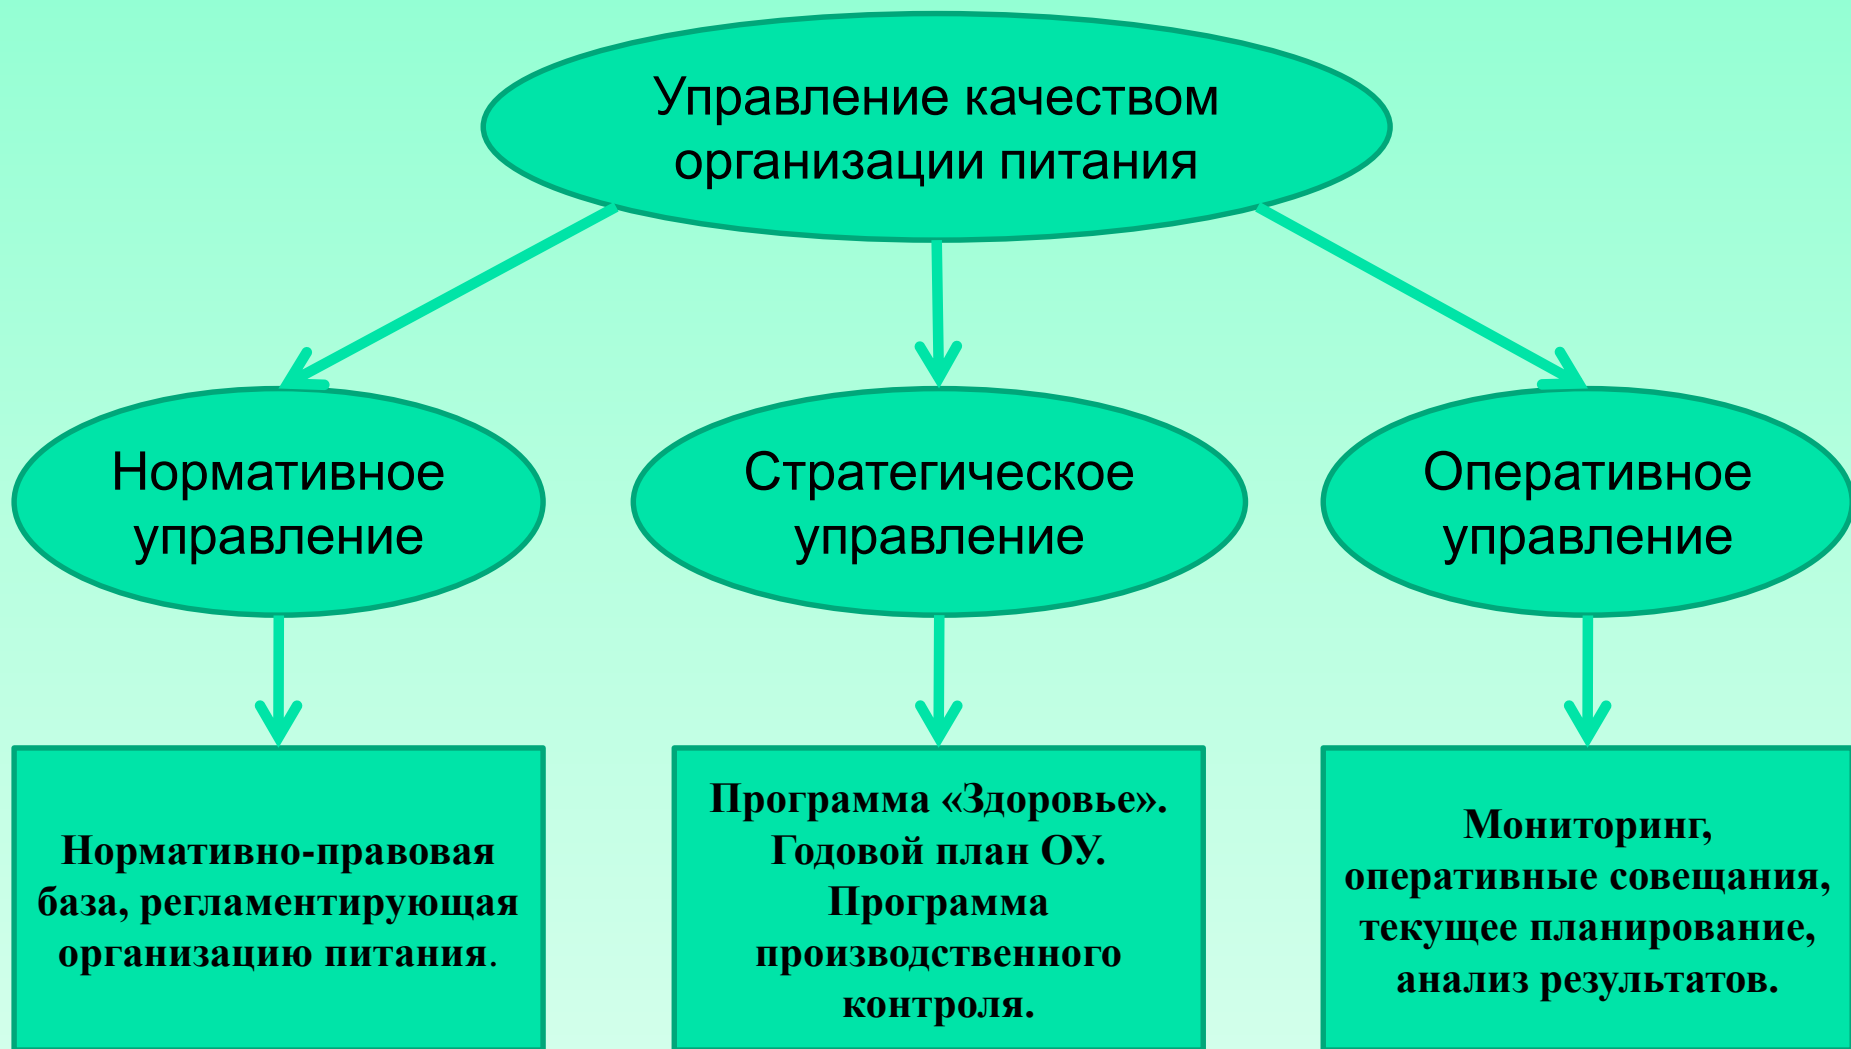 Управление качеством
организации питания
Нормативное
управление
Стратегическое
управление
Оперативное
управление
Нормативно-правовая
база, регламентирующая
организацию питания.
Программа «Здоровье».
Годовой план ОУ.
Программа
производственного
контроля.
Мониторинг,
оперативные совещания,
текущее планирование,
анализ результатов.